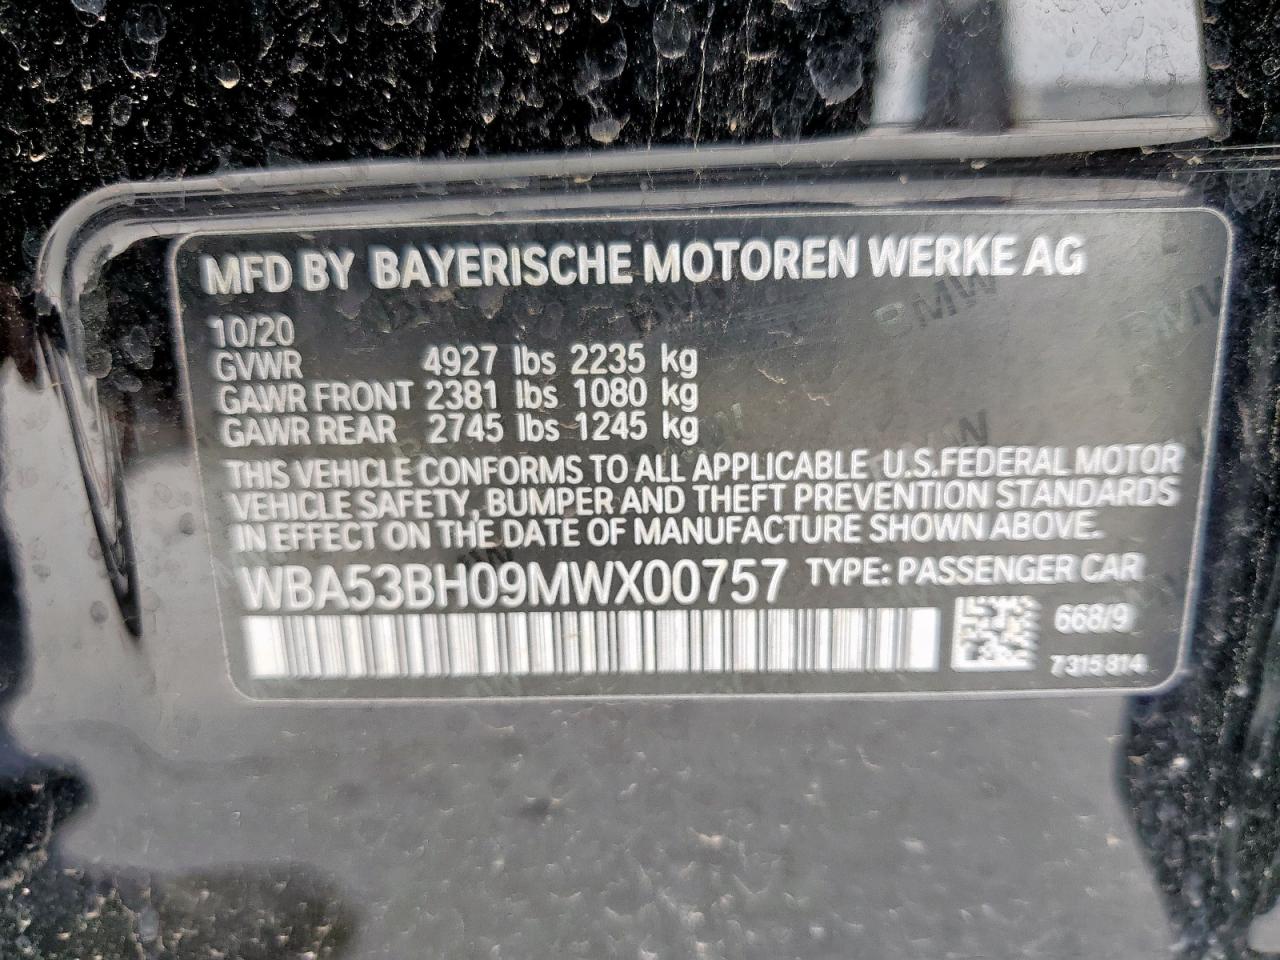 MFD BY BAYERISCHE MOTOREN WERKE AG
10/20
GVWR 4927 lbs 2235 kg
GAWR FRONT 2381 lbs 1080 kg
GAWR REAR 2745 lbs 1245 kg
THIS VEHICLE CONFORMS TO ALL APPLICABLE U.S.FEDERAL MOTOR
VEHICLE SAFETY, BUMPER AND THEFT PREVENTION STANDARDS
IN EFFECT ON THE DATE OF MANUFACTURE SHOWN ABOVE.
WBA53BH09MWX00757 TYPE: PASSENGER CAR
668/9
7315814